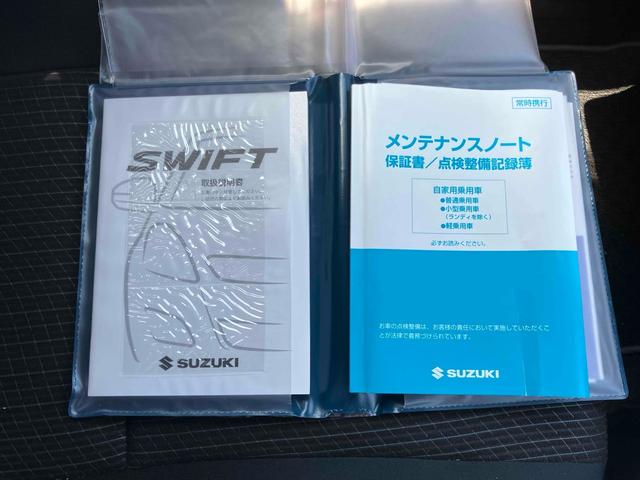 SWIFT
取扱説明書
SUZUKI
常時携行
メンテナンスノート
保証書／点検整備記録簿
自家用乗用車
●普通乗用車
●小型乗用車
（ランディを除く）
●軽乗用車
必ずお読みください。
お車の点検整備は、お客様の責任において実施していただくこ
とが法律で義務づけられています。
SUZUKI